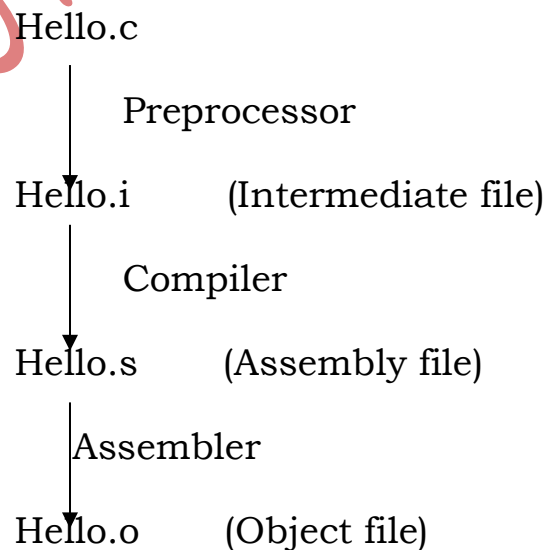 Hello.c
Preprocessor
Hello.i (Intermediate file)
Compiler
Hello.s (Assembly file)
Assembler
Hello.o (Object file)